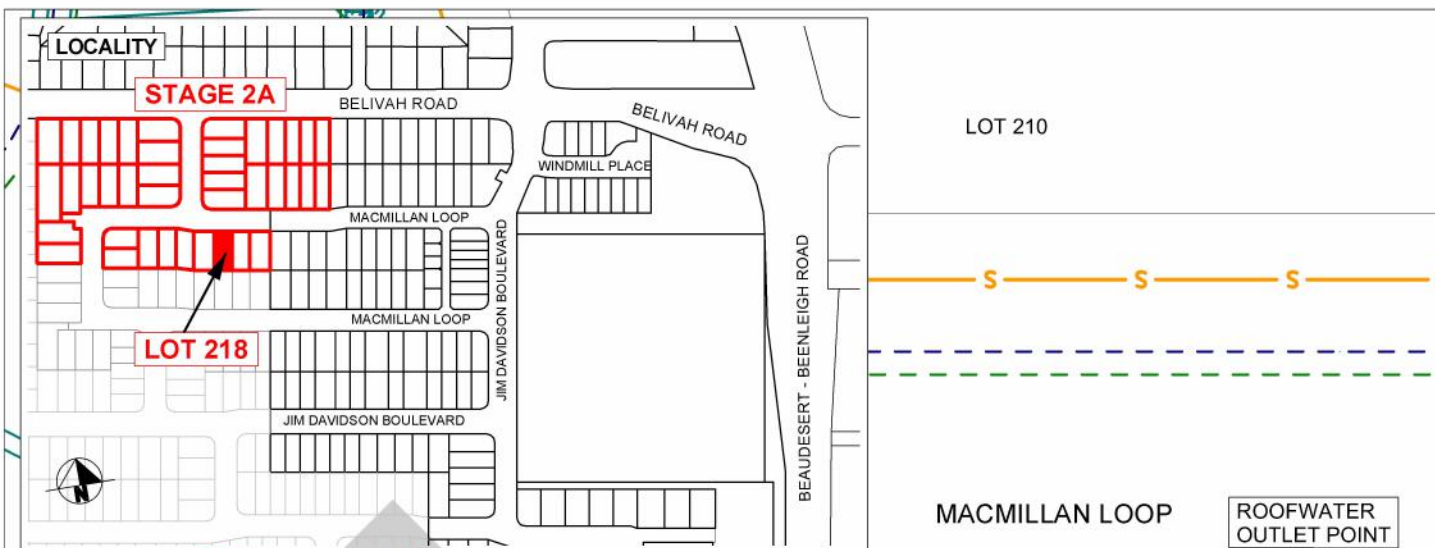 LOCALITY
STAGE 2A
BELIVAH ROAD
BELIVAH ROAD
WINDMILL PLACE
MACMILLAN LOOP
JIM DAVIDSON BOULEVARD
MACMILLAN LOOP
LOT 218
JIM DAVIDSON BOULEVARD
BEAUDESERT - BEENLEIGH ROAD
N
LOT 210
S S S
MACMILLAN LOOP
ROOFWATER
OUTLET POINT